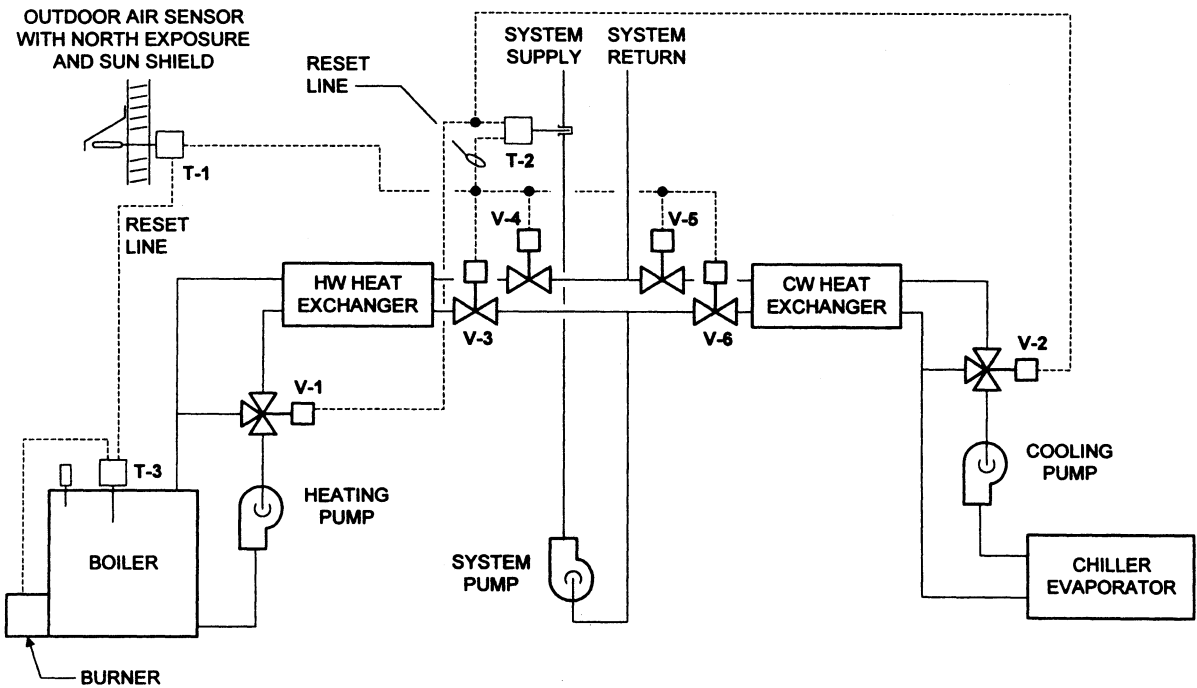 OUTDOOR AIR SENSOR
WITH NORTH EXPOSURE
AND SUN SHIELD
RESET
LINE
SYSTEM
SUPPLY
SYSTEM
RETURN
T-1
T-2
RESET
LINE
V-4
V-5
HW HEAT
EXCHANGER
CW HEAT
EXCHANGER
V-3
V-6
V-2
V-1
T-3
HEATING
PUMP
COOLING
PUMP
BOILER
SYSTEM
PUMP
CHILLER
EVAPORATOR
BURNER